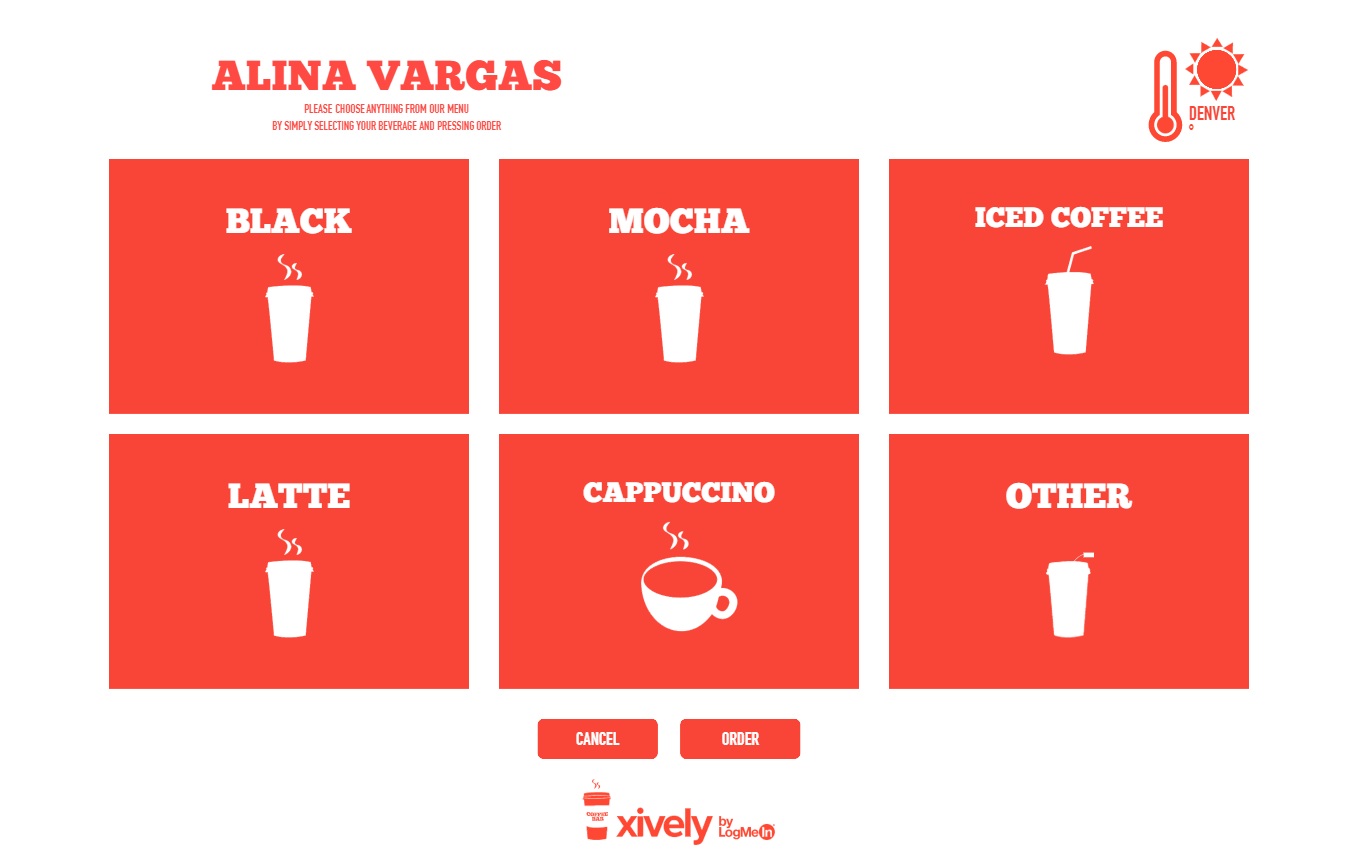 ALINA VARGAS
PLEASE CHOOSE ANYTHING FROM OUR MENU
BY SIMPLY SELECTING YOUR BEVERAGE AND PRESSING ORDER
DENVER
°
BLACK
MOCHA
ICED COFFEE
LATTE
CAPPUCCINO
OTHER
CANCEL
ORDER
COFFEE
BAR
xively
by
LogMeIn